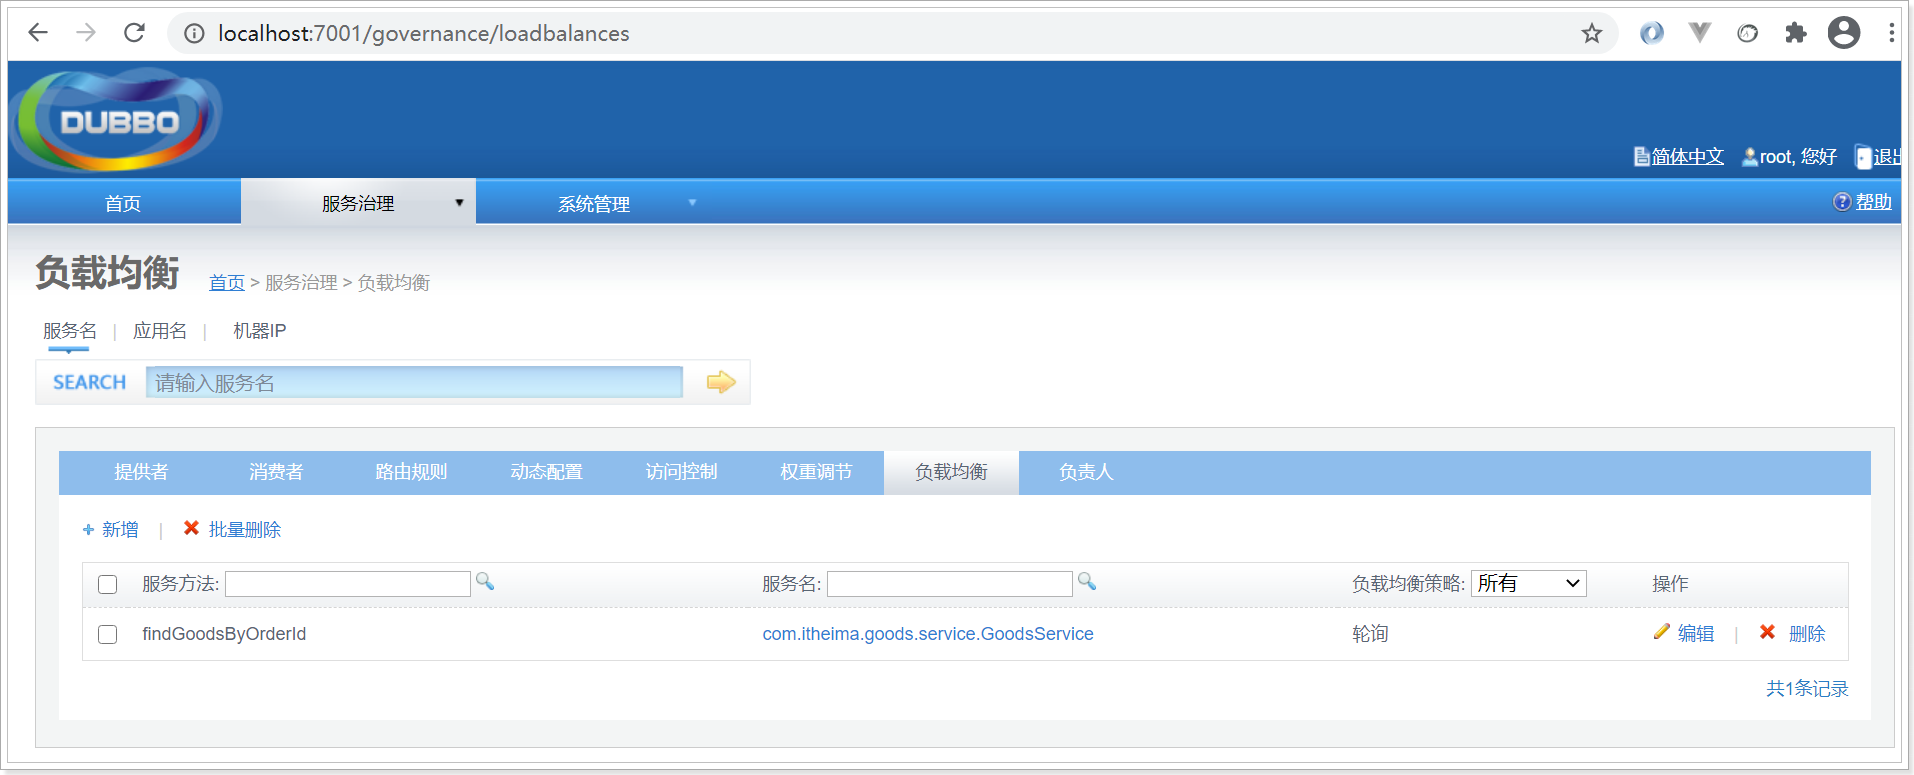 localhost:7001/governance/loadbalances
DUBBO
简体中文 root, 您好 退出
首页 服务治理 系统管理 帮助
负载均衡 首页 > 服务治理 > 负载均衡
服务名 | 应用名 | 机器IP
SEARCH 请输入服务名
提供者 消费者 路由规则 动态配置 访问控制 权重调节 负载均衡 负责人
新增 | 批量删除
服务方法: 服务名: 负载均衡策略: 所有 操作
findGoodsByOrderId com.itheima.goods.service.GoodsService 轮询 编辑 | 删除
共1条记录